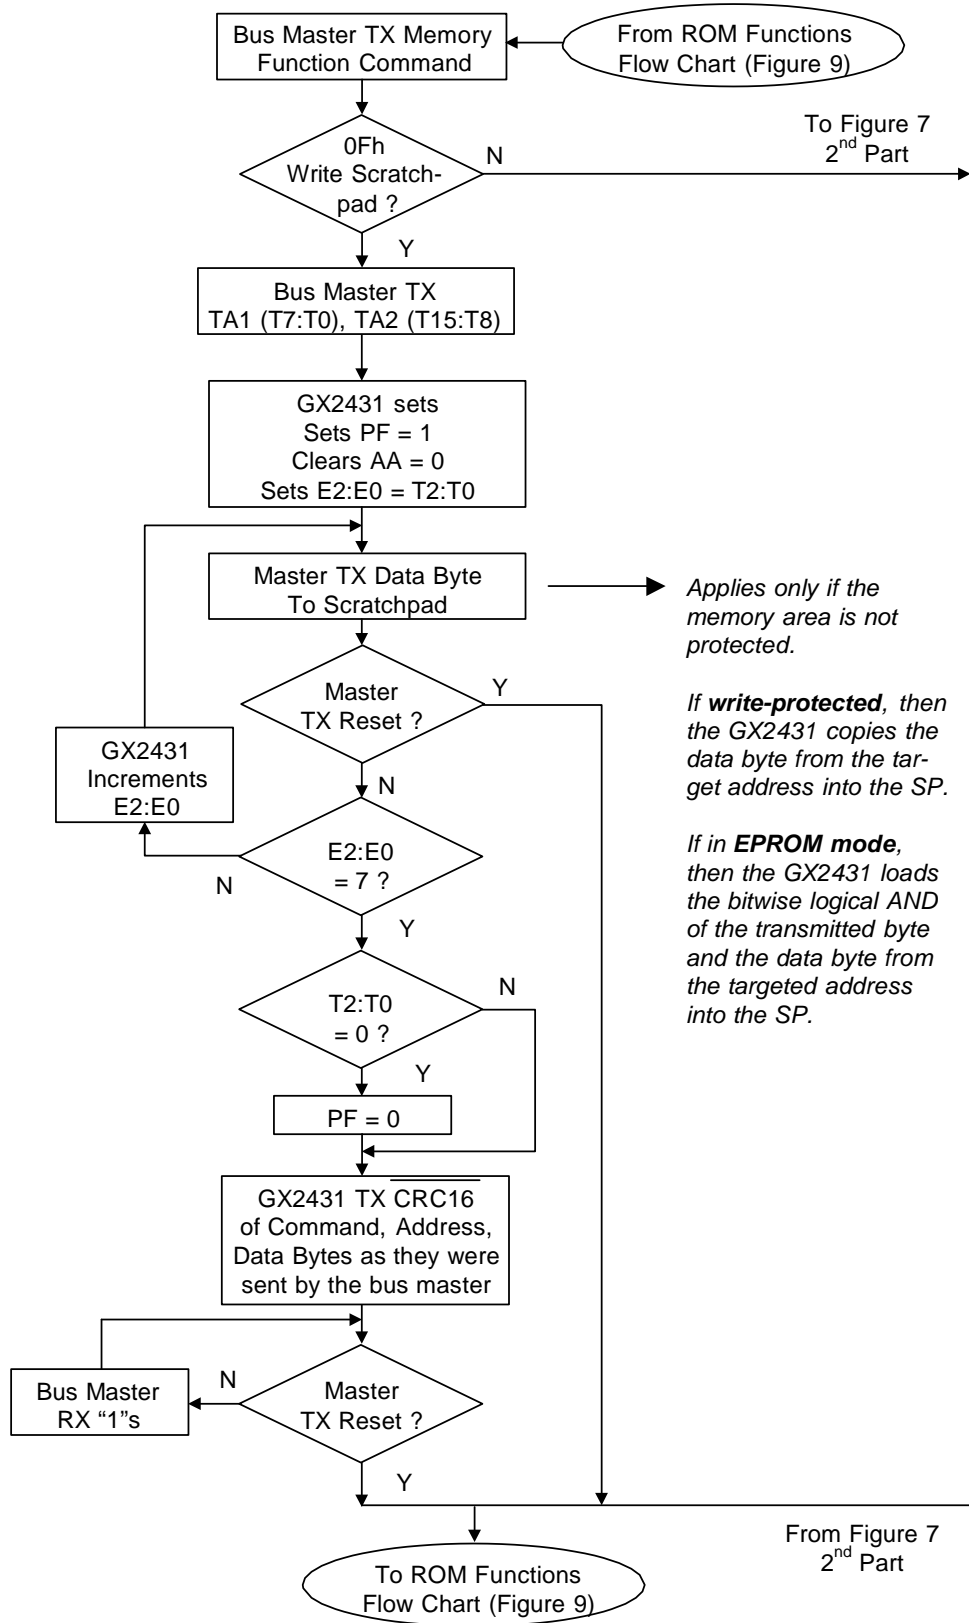 Bus Master TX Memory
Function Command
From ROM Functions
Flow Chart (Figure 9)
To Figure 7
2nd Part
0Fh
Write Scratch-
pad ?
N
Y
Bus Master TX
TA1 (T7:T0), TA2 (T15:T8)
GX2431 sets
Sets PF = 1
Clears AA = 0
Sets E2:E0 = T2:T0
Master TX Data Byte
To Scratchpad
Applies only if the
memory area is not
protected.
If write-protected, then
the GX2431 copies the
data byte from the tar-
get address into the SP.
If in EPROM mode,
then the GX2431 loads
the bitwise logical AND
of the transmitted byte
and the data byte from
the targeted address
into the SP.
Master
TX Reset ?
Y
N
GX2431
Increments
E2:E0
E2:E0
= 7 ?
N
Y
T2:T0
= 0 ?
N
Y
PF = 0
GX2431 TX CRC16
of Command, Address,
Data Bytes as they were
sent by the bus master
Bus Master
RX “1”s
N
Master
TX Reset ?
Y
From Figure 7
2nd Part
To ROM Functions
Flow Chart (Figure 9)